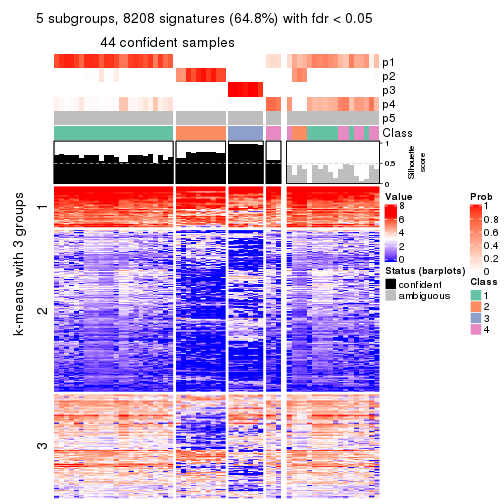 5 subgroups, 8208 signatures (64.8%) with fdr < 0.05
44 confident samples
p1
p2
p3
p4
p5
Class
1
0.5
0
Silhouette
score
k-means with 3 groups
1
2
3
Value
8
6
4
2
0
Status (barplots)
confident
ambiguous
Prob
1
0.8
0.6
0.4
0.2
0
Class
1
2
3
4